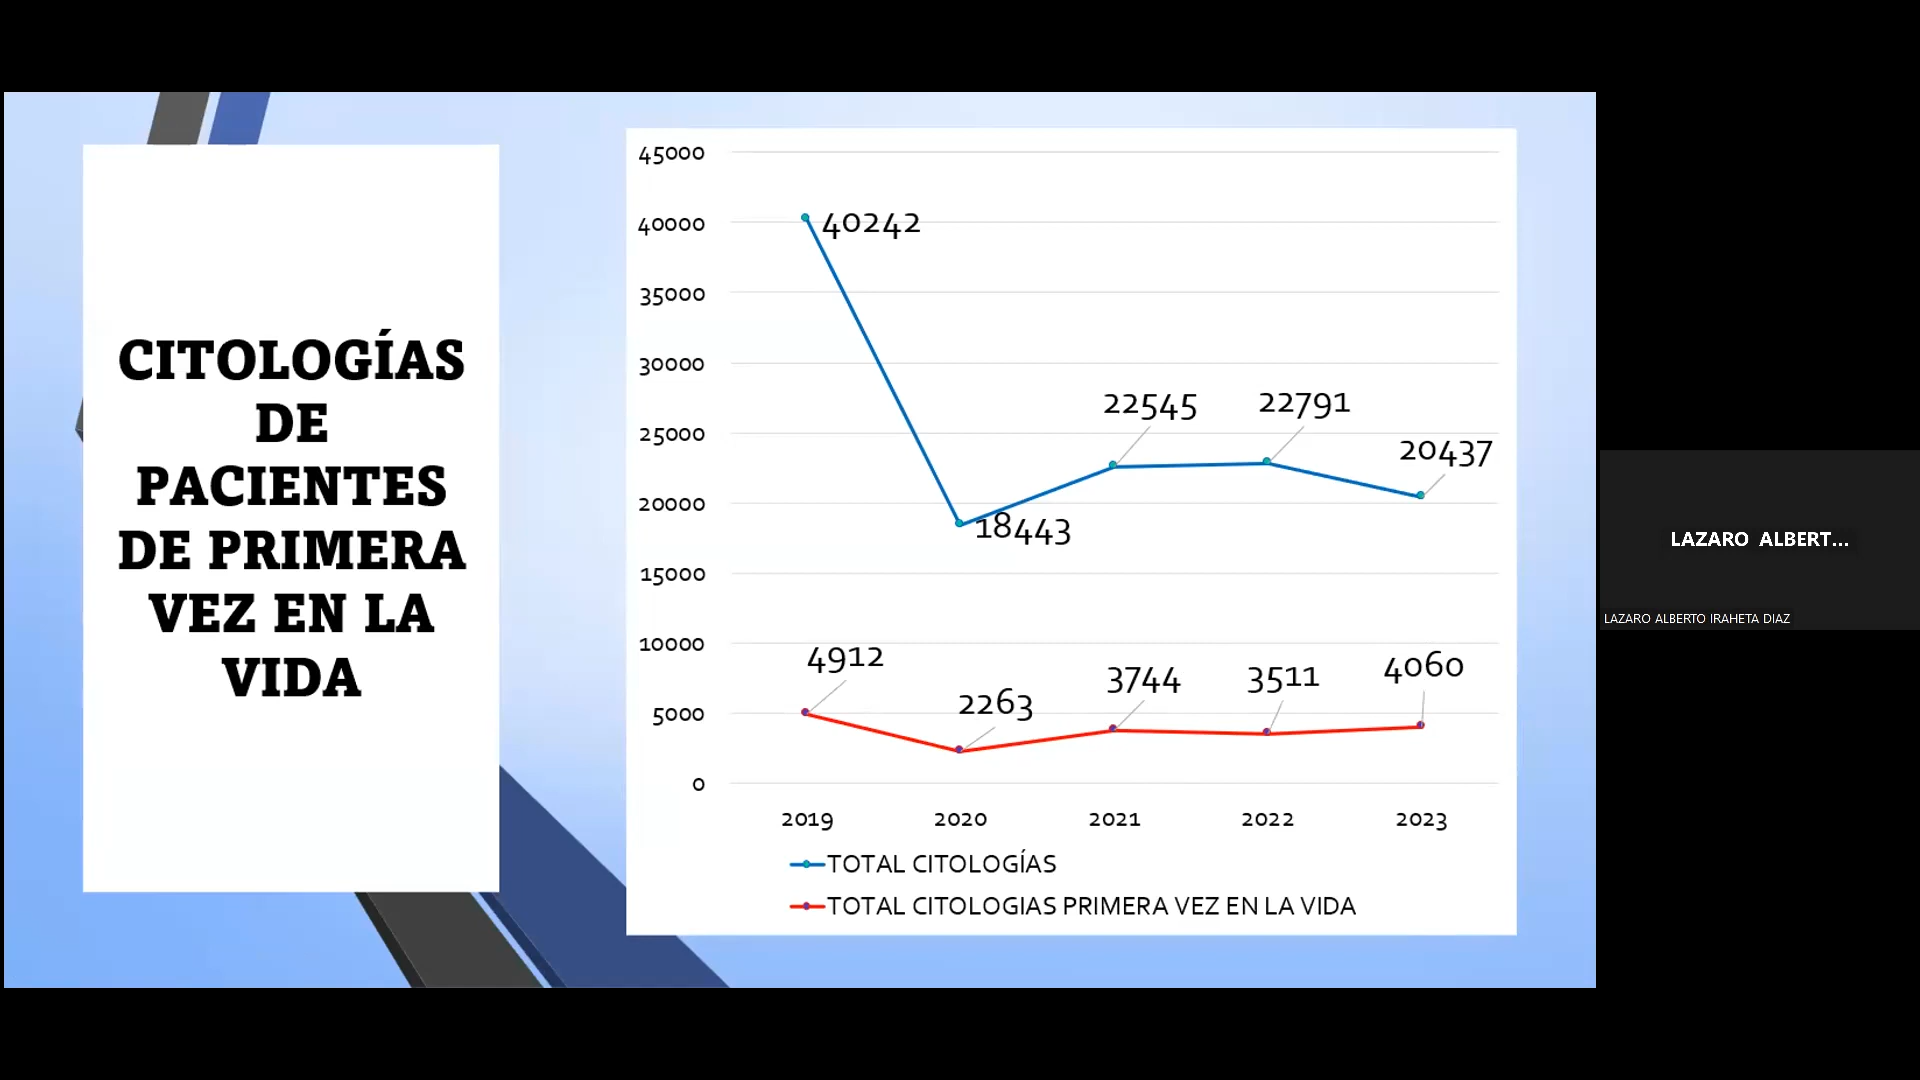 CITOLOGÍAS
DE
PACIENTES
DE PRIMERA
VEZ EN LA
VIDA
45000
40000
35000
30000
25000
20000
15000
10000
5000
0
40242
18443
22545
22791
20437
4912
2263
3744
3511
4060
2019 2020 2021 2022 2023
TOTAL CITOLOGÍAS
TOTAL CITOLOGIAS PRIMERA VEZ EN LA VIDA
LAZARO ALBERT...
LAZARO ALBERTO IRAHETA DIAZ